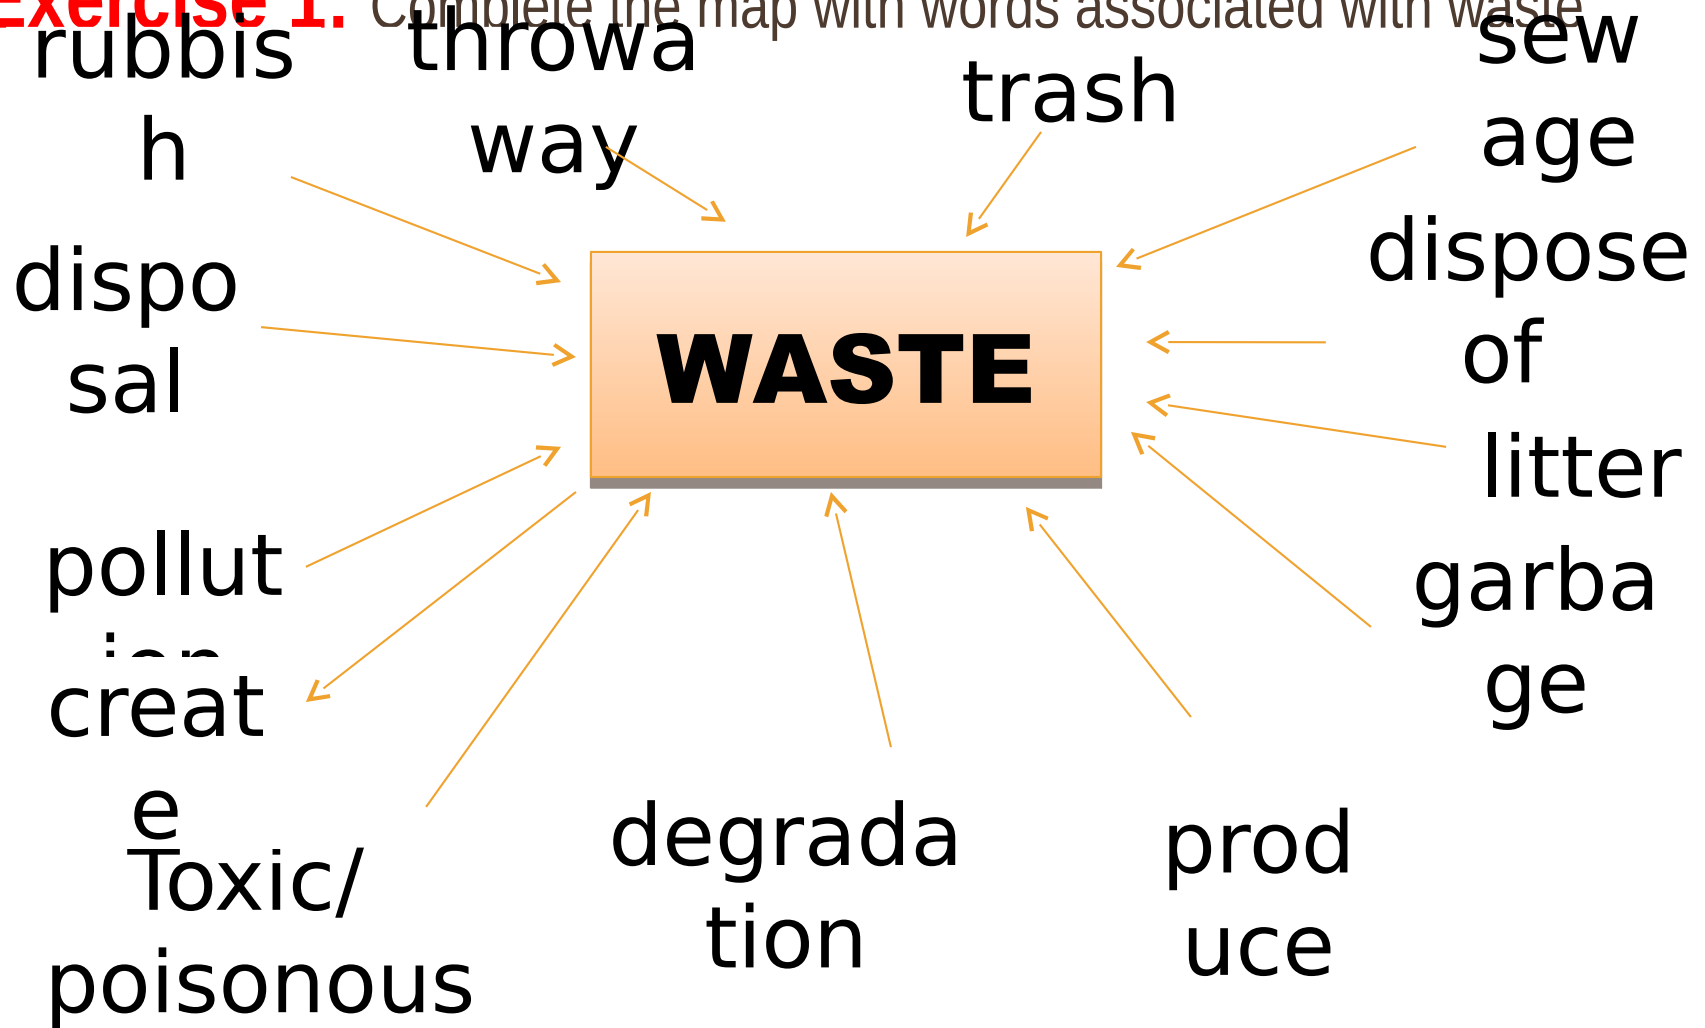 Exercise 1. Complete the map with words associated with waste
rubbis
h
throwa
way
trash
sew
age
dispo
sal
dispose
of
WASTE
litter
pollut
ion
garba
ge
creat
e
Toxic/
poisonous
degrada
tion
prod
uce